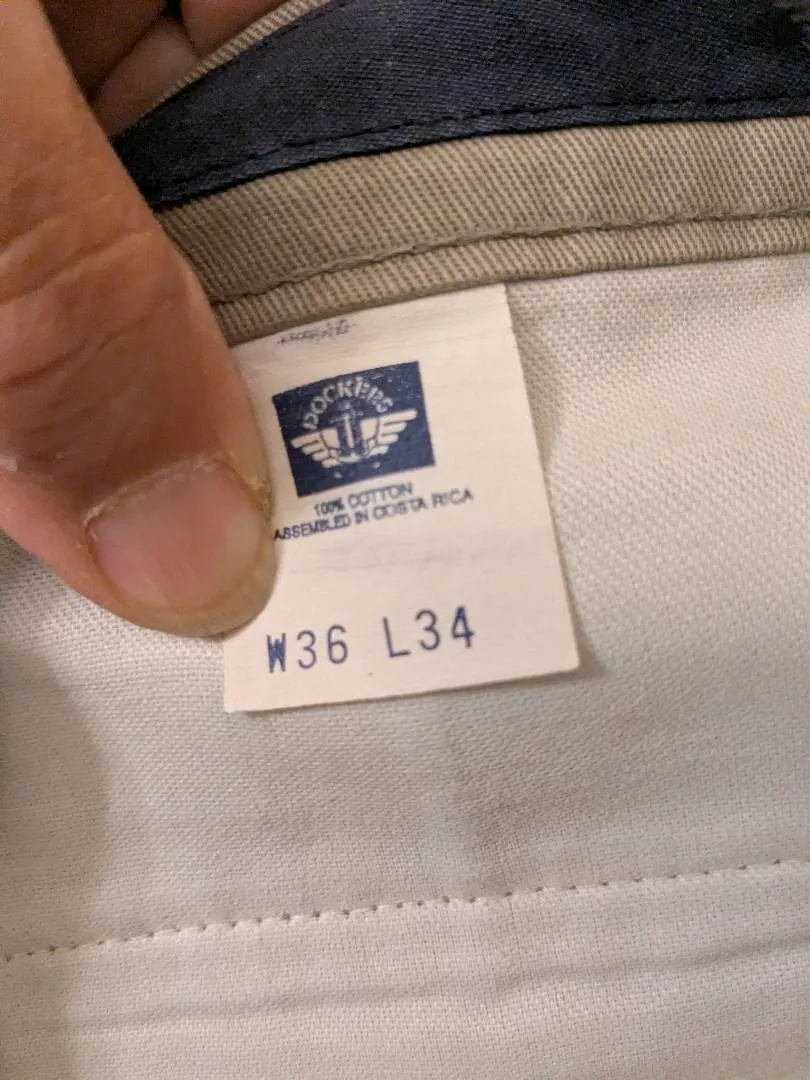 DOCKERS
100% COTTON
ASSEMBLED IN COSTA RICA
W36 L34